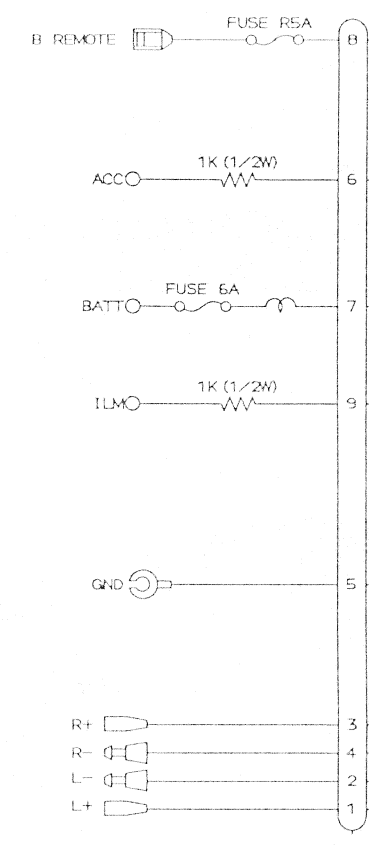 FUSE R5A
B REMOTE 8
1K (1/2W)
ACC 6
FUSE 6A
BATT 7
1K (1/2W)
ILM 9
GND 5
R+ 3
R- 4
L- 2
L+ 1